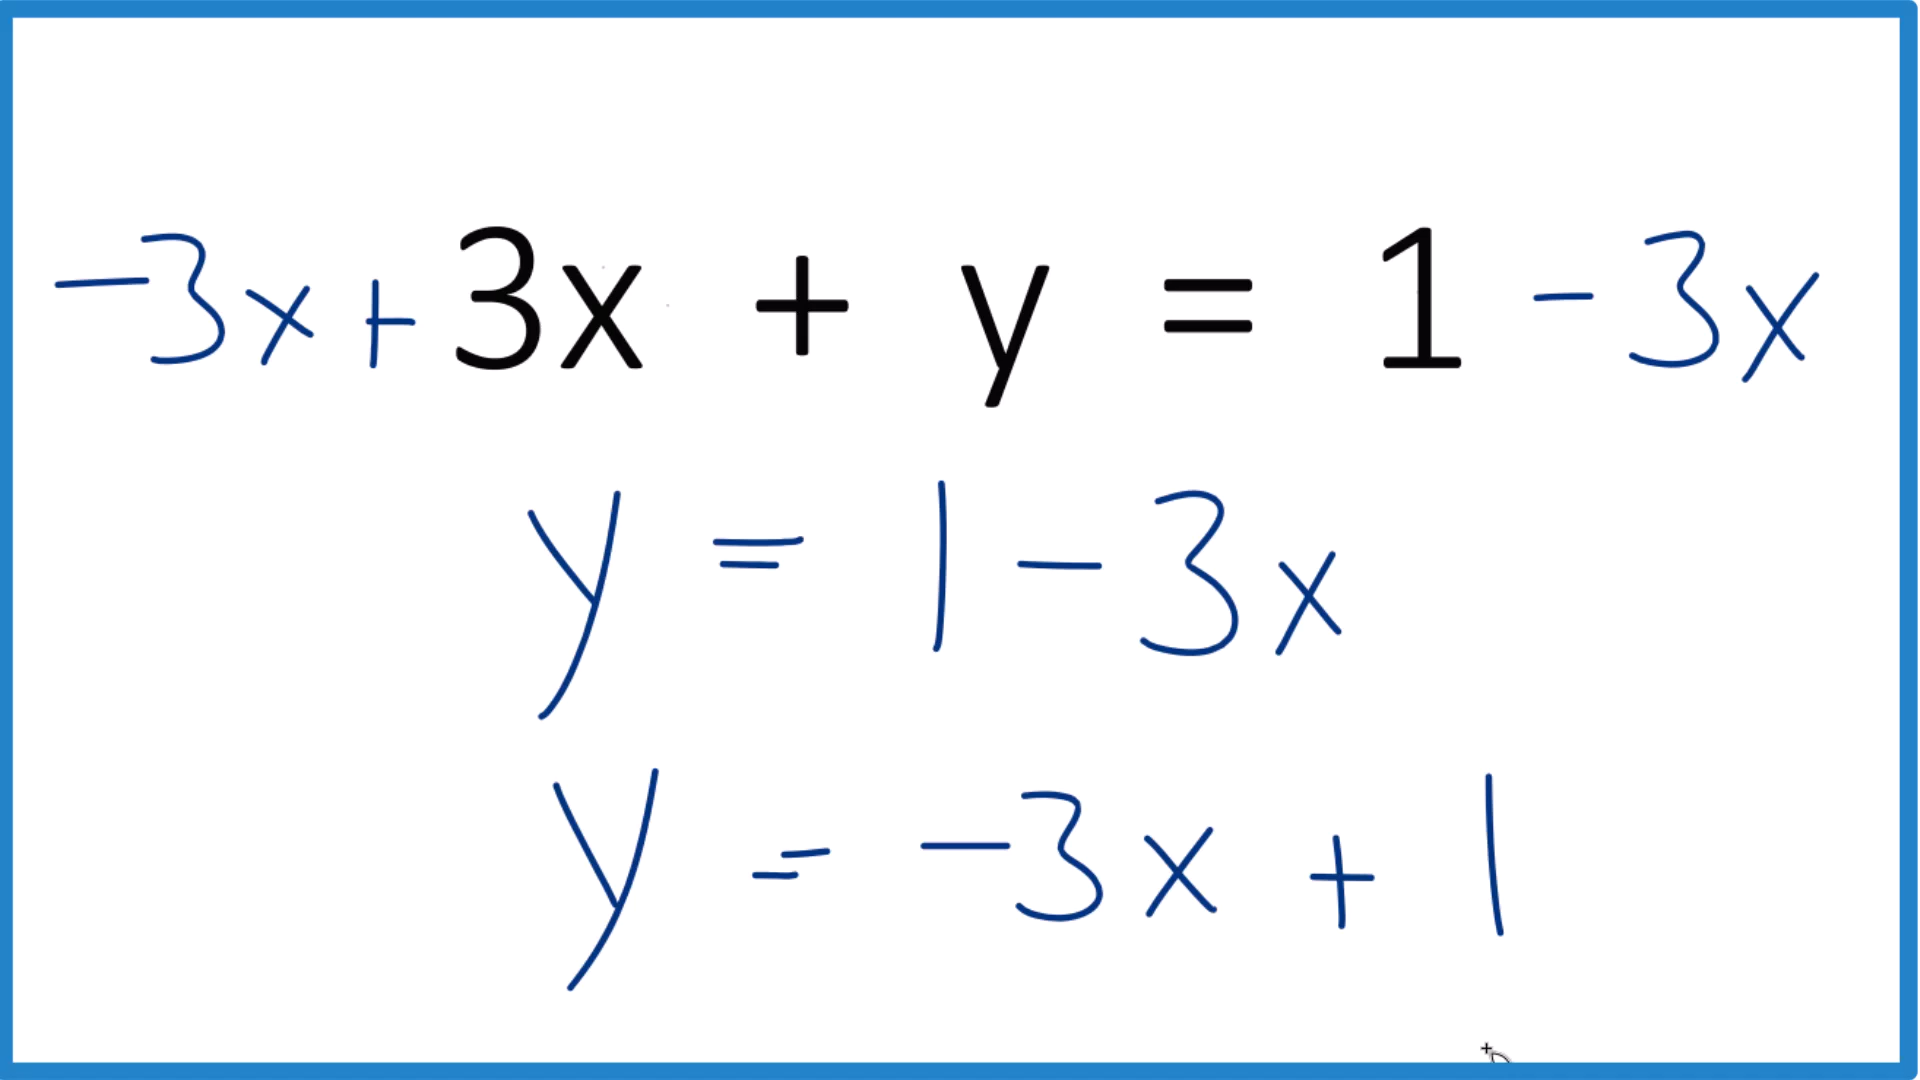 -3x + 3x + y = 1 - 3x
y = 1 - 3x
y = -3x + 1